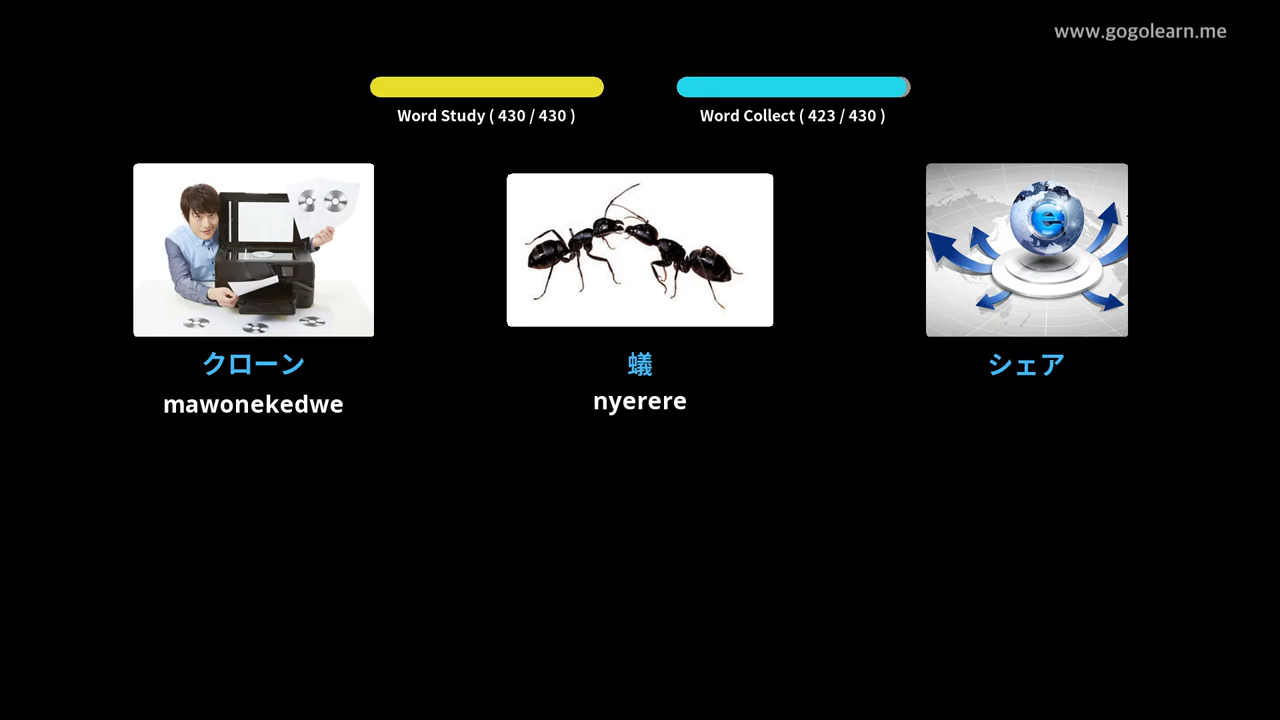 www.gogolearn.me
Word Study ( 430 / 430 )
Word Collect ( 423 / 430 )
クローン
mawonekedwe
蟻
nyerere
シェア